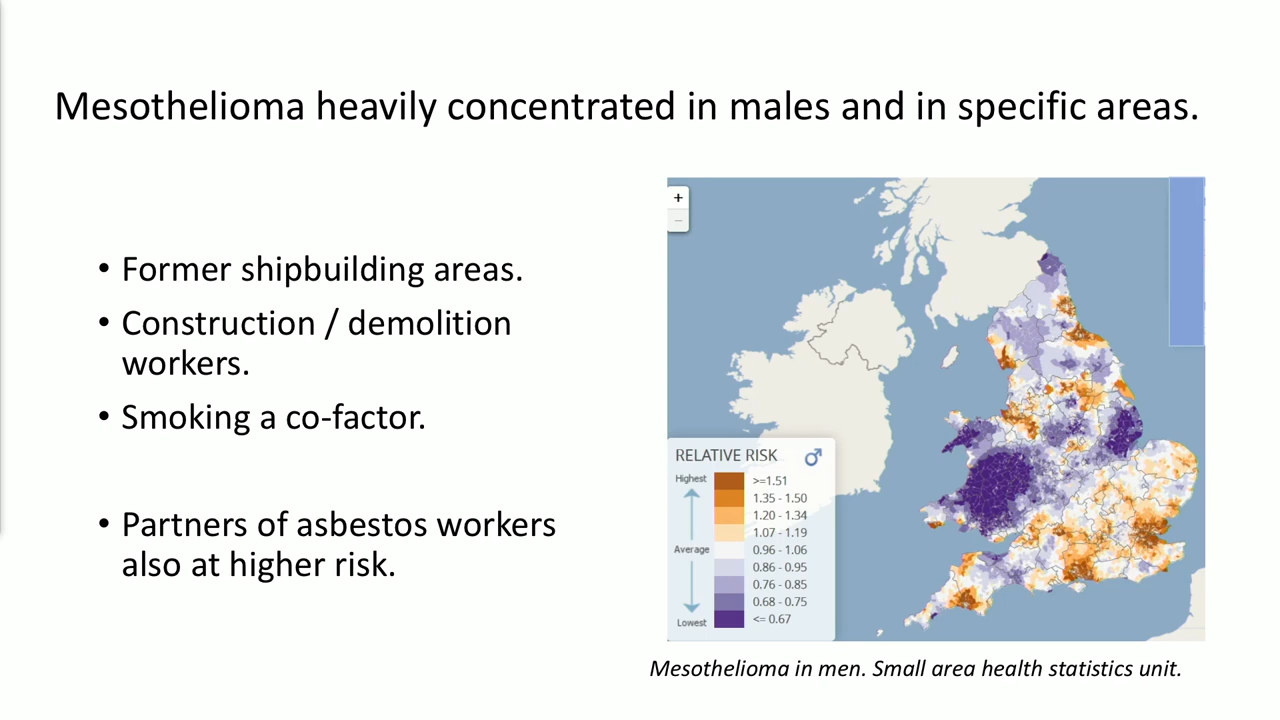 Mesothelioma heavily concentrated in males and in specific areas.
• Former shipbuilding areas.
• Construction / demolition
workers.
• Smoking a co-factor.
• Partners of asbestos workers
also at higher risk.
+
−
RELATIVE RISK ♂
Highest
Average
Lowest
>=1.51
1.35 - 1.50
1.20 - 1.34
1.07 - 1.19
0.96 - 1.06
0.86 - 0.95
0.76 - 0.85
0.68 - 0.75
<= 0.67
Mesothelioma in men. Small area health statistics unit.